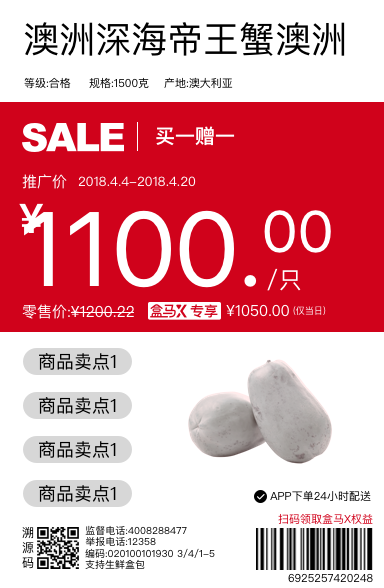 澳洲深海帝王蟹澳洲
等级:合格 规格:1500克 产地:澳大利亚
SALE 买一赠一
推广价 2018.4.4-2018.4.20
¥1100.00/只
零售价:¥1200.22 盒马X 专享 ¥1050.00 (仅当日)
商品卖点1
商品卖点1
商品卖点1
商品卖点1
APP下单24小时配送
扫码领取盒马X权益
溯源码
监督电话:4008288477
举报电话:12358
编码:020100101930 3/4/1-5
支持生鲜盒包
6925257420248